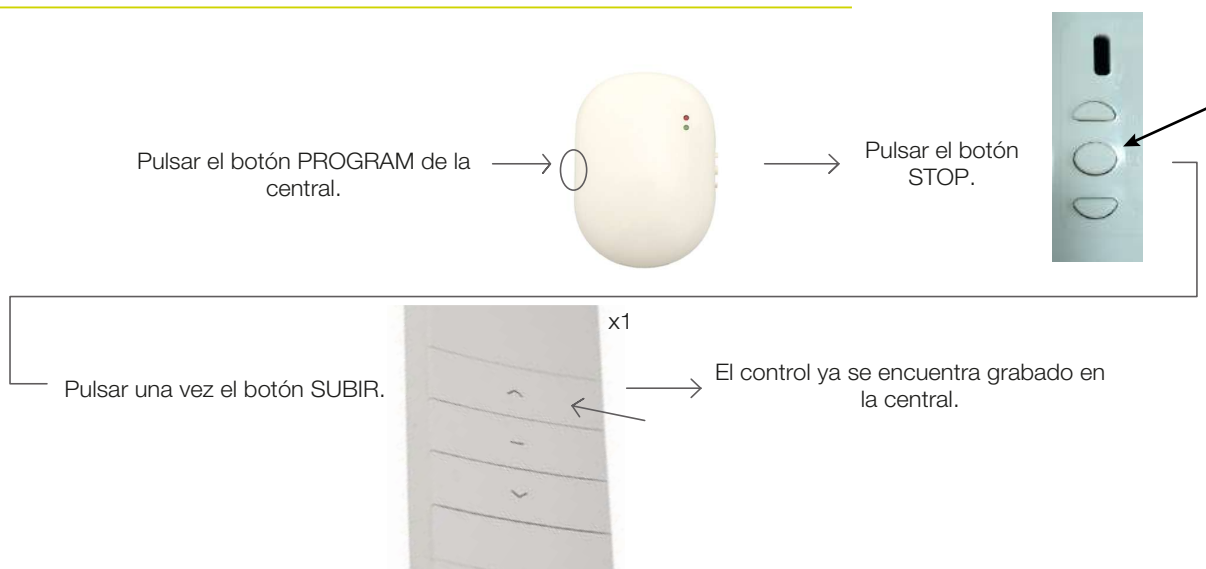 Pulsar el botón PROGRAM de la
central.
Pulsar el botón
STOP.
x1
Pulsar una vez el botón SUBIR.
El control ya se encuentra grabado en
la central.